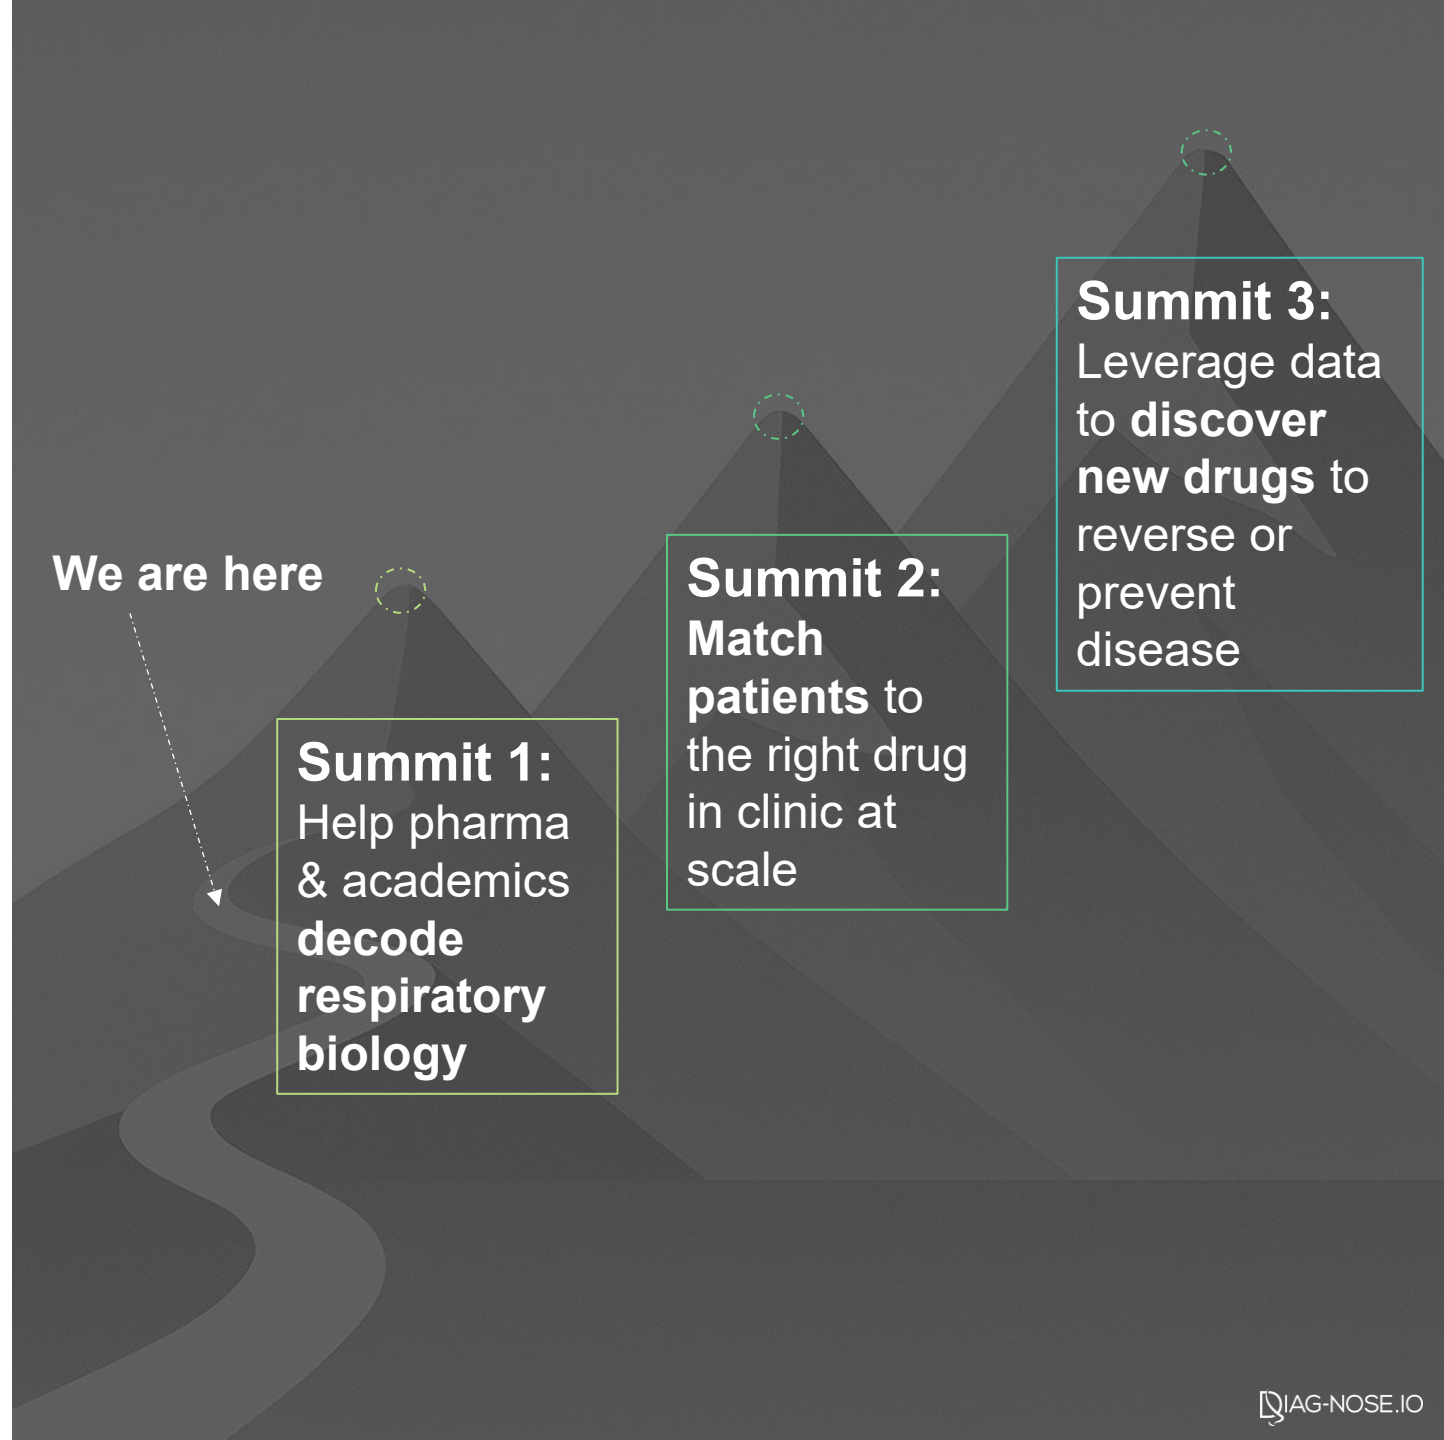 We are here
Summit 1:
Help pharma
& academics
decode
respiratory
biology
Summit 2:
Match
patients to
the right drug
in clinic at
scale
Summit 3:
Leverage data
to discover
new drugs to
reverse or
prevent
disease
DIAG-NOSE.IO